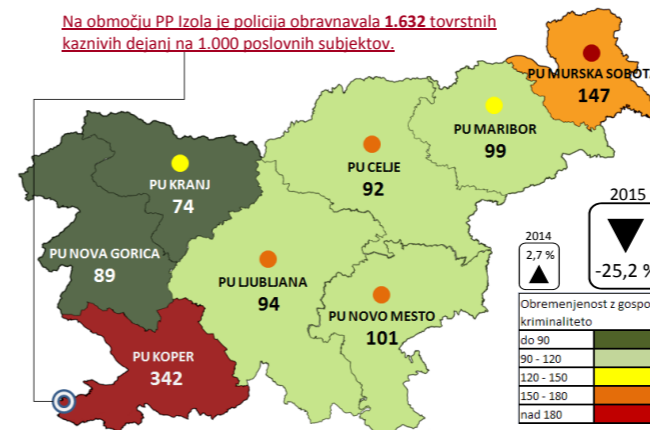 Na območju PP Izola je policija obravnavala 1.632 tovrstnih
kaznivih dejanj na 1.000 poslovnih subjektov.
PU MURSKA SOBOTA
147
PU MARIBOR
99
PU CELJE
92
PU KRANJ
74
PU NOVA GORICA
89
PU LJUBLJANA
94
PU NOVO MESTO
101
PU KOPER
342
2014
2,7 %
2015
-25,2 %
Obremenjenost z gospo
kriminaliteto
do 90
90 - 120
120 - 150
150 - 180
nad 180